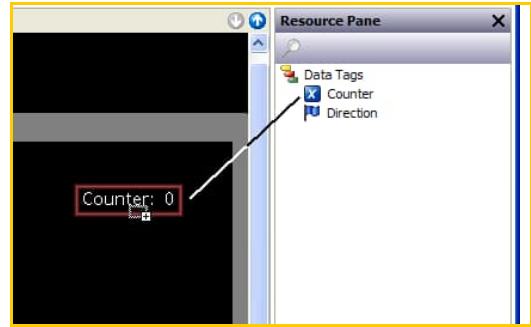 Resource Pane
Data Tags
Counter
Direction
Counter: 0